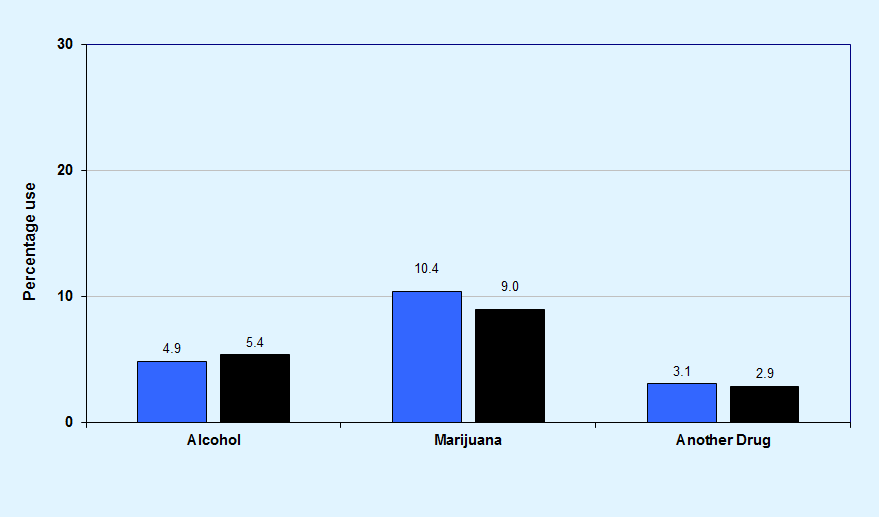 30
20
10
0
Percentage use
4.9
5.4
10.4
9.0
3.1
2.9
Alcohol
Marijuana
Another Drug